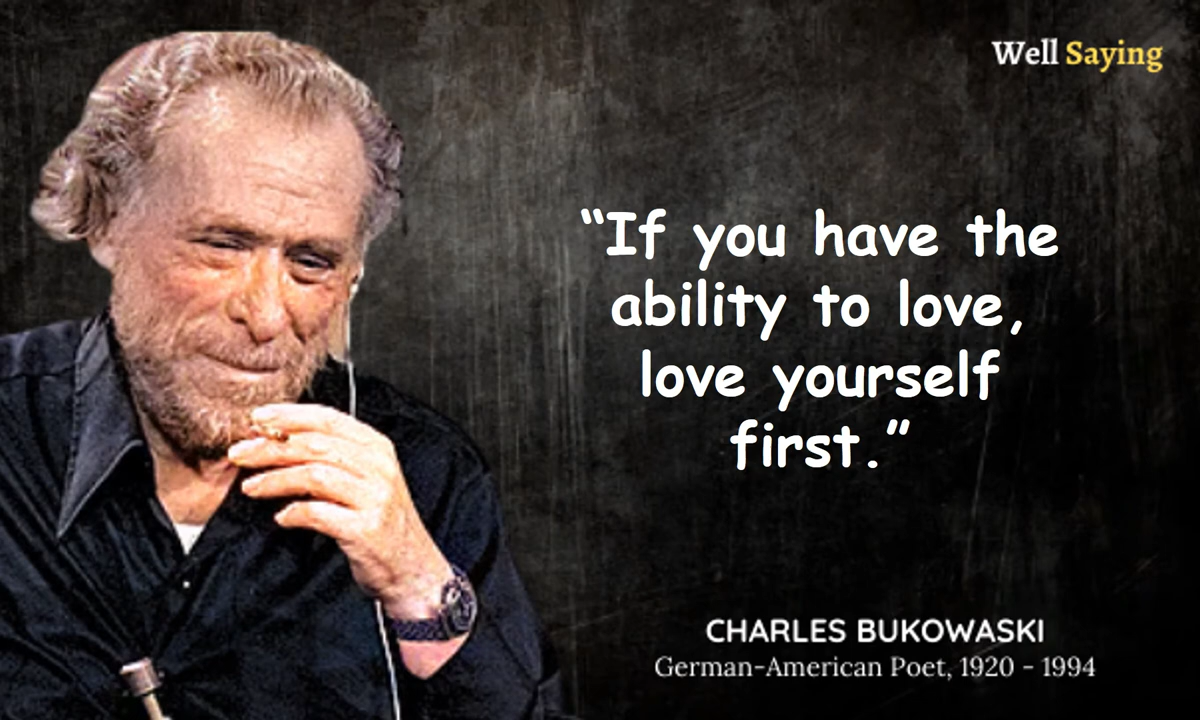 Well Saying
“If you have the
ability to love,
love yourself
first.”
CHARLES BUKOWASKI
German-American Poet, 1920 - 1994